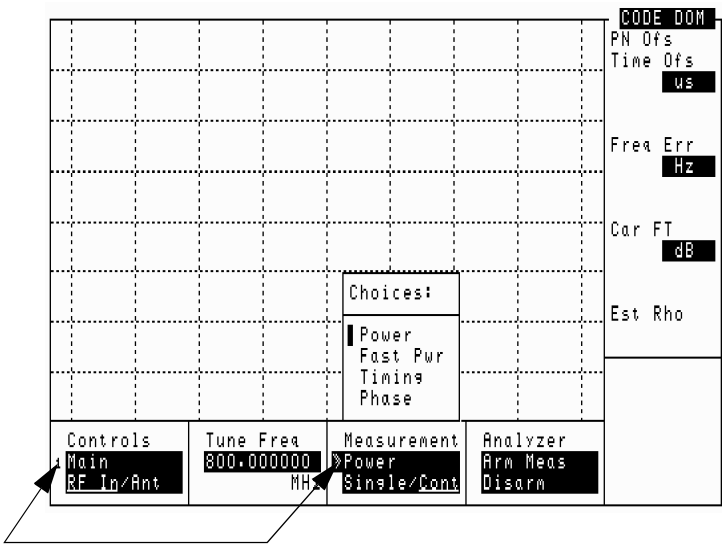 CODE DOM
PN Ofs
Time Ofs
us
Freq Err
Hz
Car FT
dB
Est Rho
Choices:
Power
Fast Pwr
Timing
Phase
Controls
Main
RF In/Ant
Tune Freq
800.000000
MHz
Measurement
»Power
Single/Cont
Analyzer
Arm Meas
Disarm